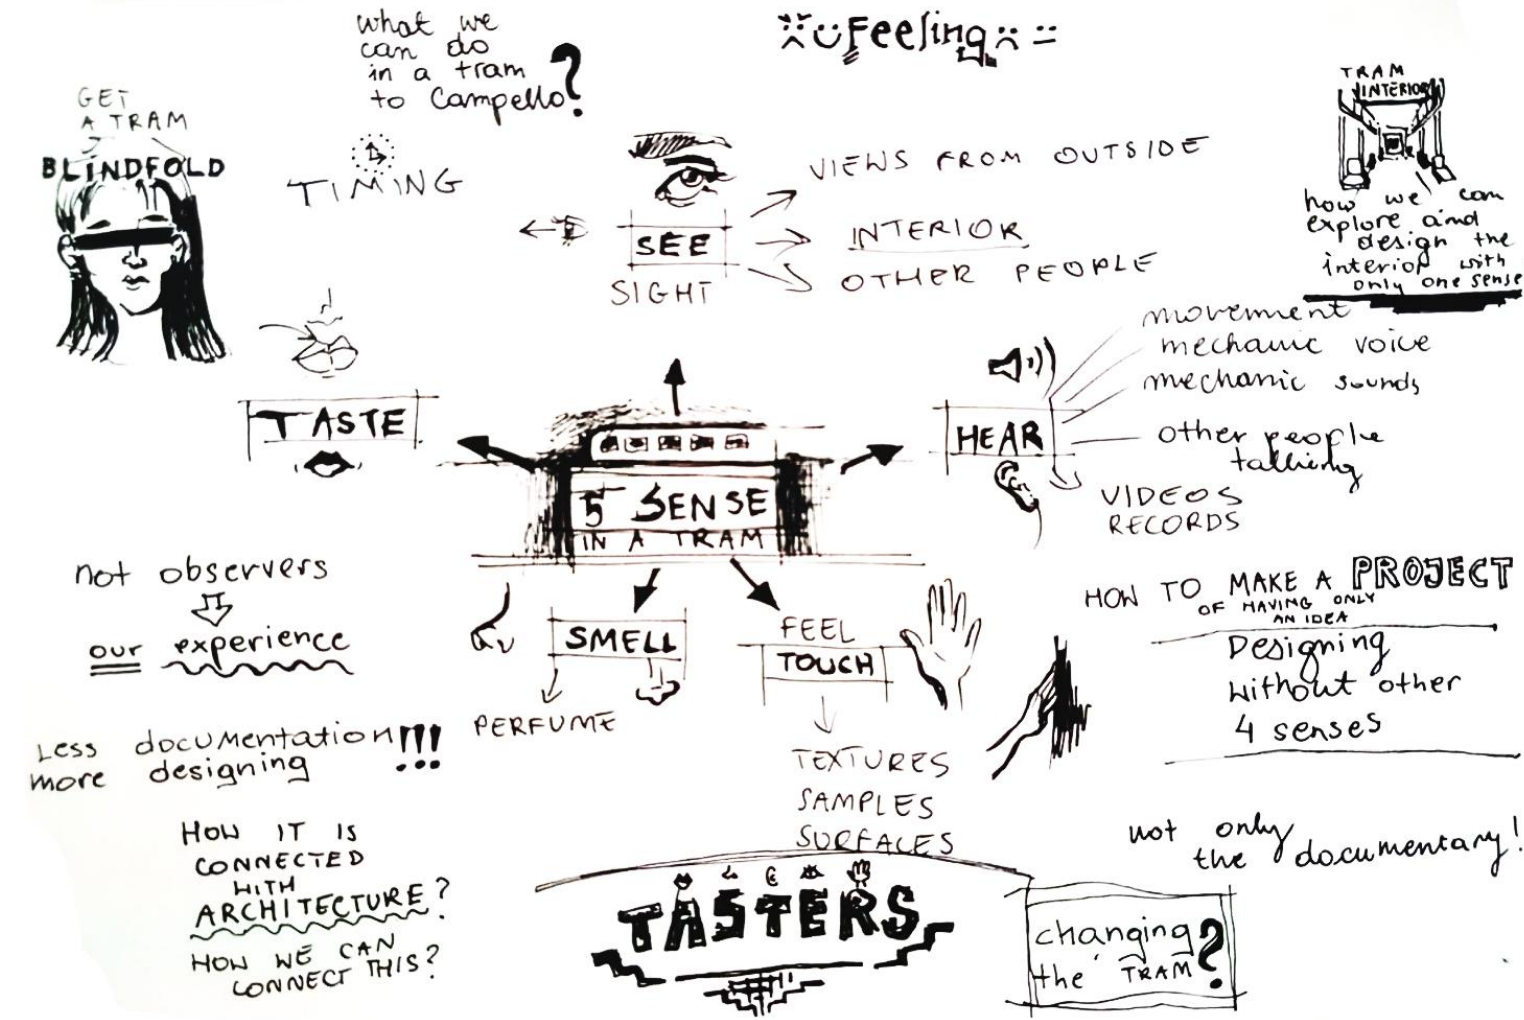 what we
can do
in a tram
to Campello?
Feeling
GET
A TRAM
BLINDFOLD
TIMING
TRAM
INTERIOR
how we can
explore and
design the
interior with
only one sense
SEE
SIGHT
VIEWS FROM OUTSIDE
INTERIOR
OTHER PEOPLE
TASTE
HEAR
movement
mechanic voice
mechanic sounds
other people
talking
VIDEOS
RECORDS
5 SENSE
IN A TRAM
not observers
our experience
SMELL
PERFUME
FEEL
TOUCH
TEXTURES
SAMPLES
SURFACES
HOW TO MAKE A PROJECT
OF HAVING ONLY
AN IDEA
Designing
without other
4 senses
Less documentation!!!
more designing
HOW IT IS
CONNECTED
WITH
ARCHITECTURE?
HOW WE CAN
CONNECT THIS?
TASTERS
not only
the documentary!
changing
the TRAM?